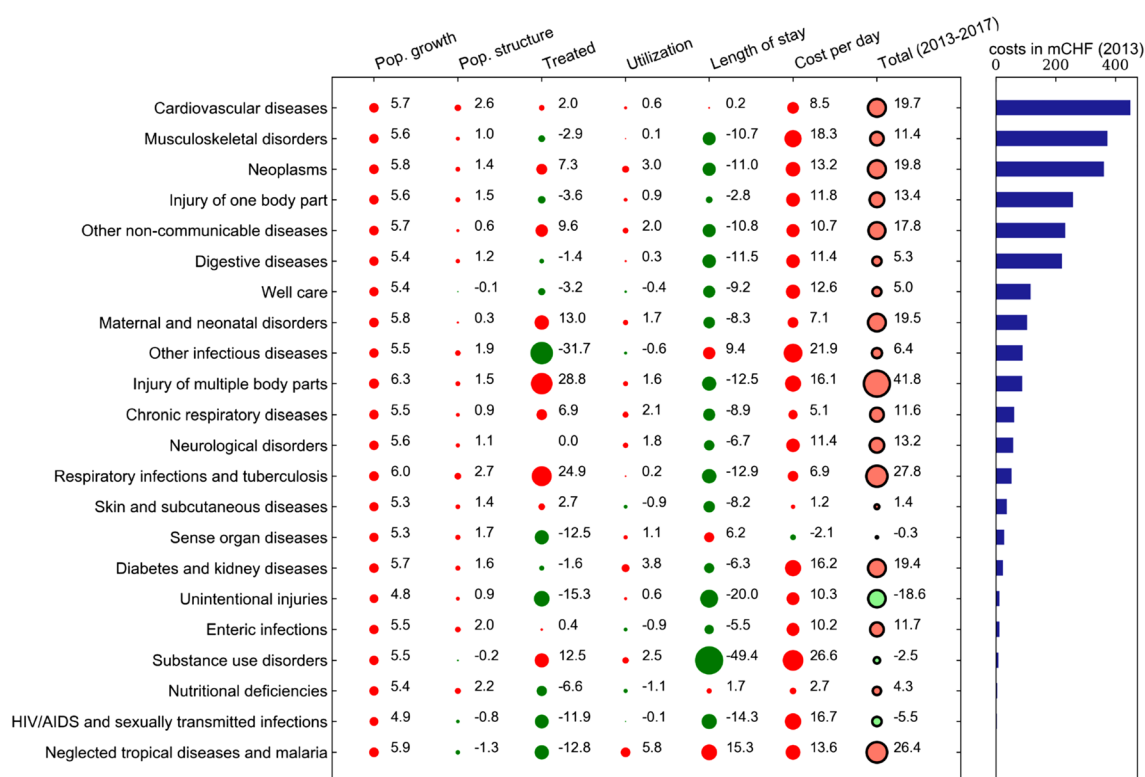 Pop. growth Pop. structure Treated Utilization Length of stay Cost per day Total (2013-2017)
costs in mCHF (2013)
0 200 400
Cardiovascular diseases 5.7 2.6 2.0 0.6 0.2 8.5 19.7
Musculoskeletal disorders 5.6 1.0 -2.9 0.1 -10.7 18.3 11.4
Neoplasms 5.8 1.4 7.3 3.0 -11.0 13.2 19.8
Injury of one body part 5.6 1.5 -3.6 0.9 -2.8 11.8 13.4
Other non-communicable diseases 5.7 0.6 9.6 2.0 -10.8 10.7 17.8
Digestive diseases 5.4 1.2 -1.4 0.3 -11.5 11.4 5.3
Well care 5.4 -0.1 -3.2 -0.4 -9.2 12.6 5.0
Maternal and neonatal disorders 5.8 0.3 13.0 1.7 -8.3 7.1 19.5
Other infectious diseases 5.5 1.9 -31.7 -0.6 9.4 21.9 6.4
Injury of multiple body parts 6.3 1.5 28.8 1.6 -12.5 16.1 41.8
Chronic respiratory diseases 5.5 0.9 6.9 2.1 -8.9 5.1 11.6
Neurological disorders 5.6 1.1 0.0 1.8 -6.7 11.4 13.2
Respiratory infections and tuberculosis 6.0 2.7 24.9 0.2 -12.9 6.9 27.8
Skin and subcutaneous diseases 5.3 1.4 2.7 -0.9 -8.2 1.2 1.4
Sense organ diseases 5.3 1.7 -12.5 1.1 6.2 -2.1 -0.3
Diabetes and kidney diseases 5.7 1.6 -1.6 3.8 -6.3 16.2 19.4
Unintentional injuries 4.8 0.9 -15.3 0.6 -20.0 10.3 -18.6
Enteric infections 5.5 2.0 0.4 -0.9 -5.5 10.2 11.7
Substance use disorders 5.5 -0.2 12.5 2.5 -49.4 26.6 -2.5
Nutritional deficiencies 5.4 2.2 -6.6 -1.1 1.7 2.7 4.3
HIV/AIDS and sexually transmitted infections 4.9 -0.8 -11.9 -0.1 -14.3 16.7 -5.5
Neglected tropical diseases and malaria 5.9 -1.3 -12.8 5.8 15.3 13.6 26.4